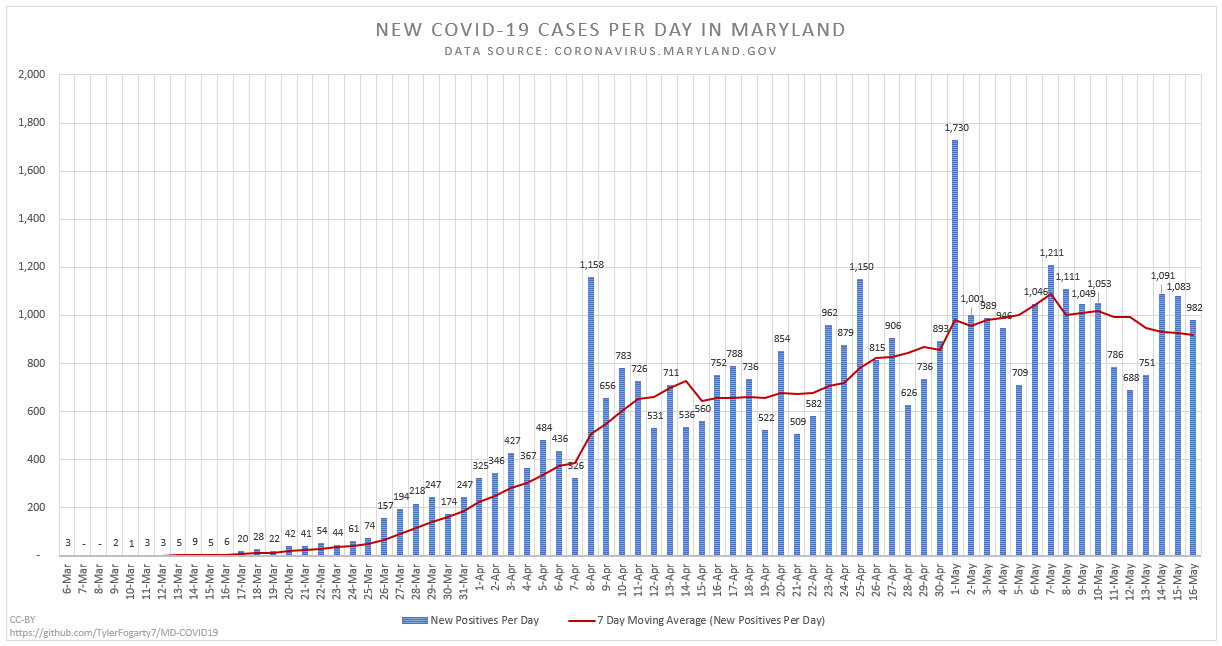 NEW COVID-19 CASES PER DAY IN MARYLAND
DATA SOURCE: CORONAVIRUS.MARYLAND.GOV
2,000
1,800
1,600
1,400
1,200
1,000
800
600
400
200
-
3 - - 2 1 3 3 5 9 5 6 20 28 22 42 41 54 44 61 74 157 194 218 247 174 247 325 346 427 367 484 436 326 1,158 656 783 726 531 711 536 560 752 788 736 522 854 509 582 962 879 1,150 815 906 626 736 893 1,730 1,001 989 946 709 1,046 1,211 1,111 1,049 1,053 786 688 751 1,091 1,083 982
6-Mar 7-Mar 8-Mar 9-Mar 10-Mar 11-Mar 12-Mar 13-Mar 14-Mar 15-Mar 16-Mar 17-Mar 18-Mar 19-Mar 20-Mar 21-Mar 22-Mar 23-Mar 24-Mar 25-Mar 26-Mar 27-Mar 28-Mar 29-Mar 30-Mar 31-Mar 1-Apr 2-Apr 3-Apr 4-Apr 5-Apr 6-Apr 7-Apr 8-Apr 9-Apr 10-Apr 11-Apr 12-Apr 13-Apr 14-Apr 15-Apr 16-Apr 17-Apr 18-Apr 19-Apr 20-Apr 21-Apr 22-Apr 23-Apr 24-Apr 25-Apr 26-Apr 27-Apr 28-Apr 29-Apr 30-Apr 1-May 2-May 3-May 4-May 5-May 6-May 7-May 8-May 9-May 10-May 11-May 12-May 13-May 14-May 15-May 16-May
CC-BY
https://github.com/TylerFogarty7/MD-COVID19
New Positives Per Day
7 Day Moving Average (New Positives Per Day)